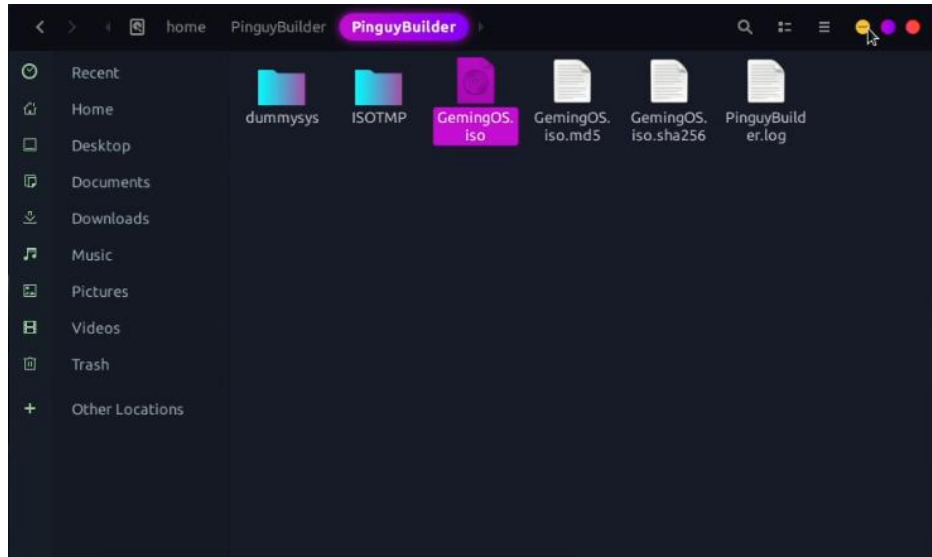 home PinguyBuilder PinguyBuilder
Recent
Home
Desktop
Documents
Downloads
Music
Pictures
Videos
Trash
Other Locations
dummysys
ISOTMP
GemingOS.
iso
GemingOS.
iso.md5
GemingOS.
iso.sha256
PinguyBuild
er.log